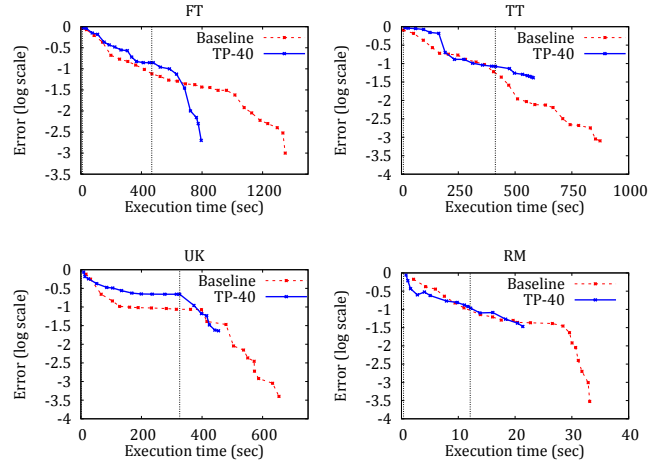 FT
Error (log scale)
0
-0.5
-1
-1.5
-2
-2.5
-3
-3.5
Baseline
TP-40
0 400 800 1200
Execution time (sec)
TT
Error (log scale)
0
-0.5
-1
-1.5
-2
-2.5
-3
-3.5
-4
Baseline
TP-40
0 250 500 750 1000
Execution time (sec)
UK
Error (log scale)
0
-0.5
-1
-1.5
-2
-2.5
-3
-3.5
-4
Baseline
TP-40
0 200 400 600
Execution time (sec)
RM
Error (log scale)
0
-0.5
-1
-1.5
-2
-2.5
-3
-3.5
-4
Baseline
TP-40
0 10 20 30 40
Execution time (sec)